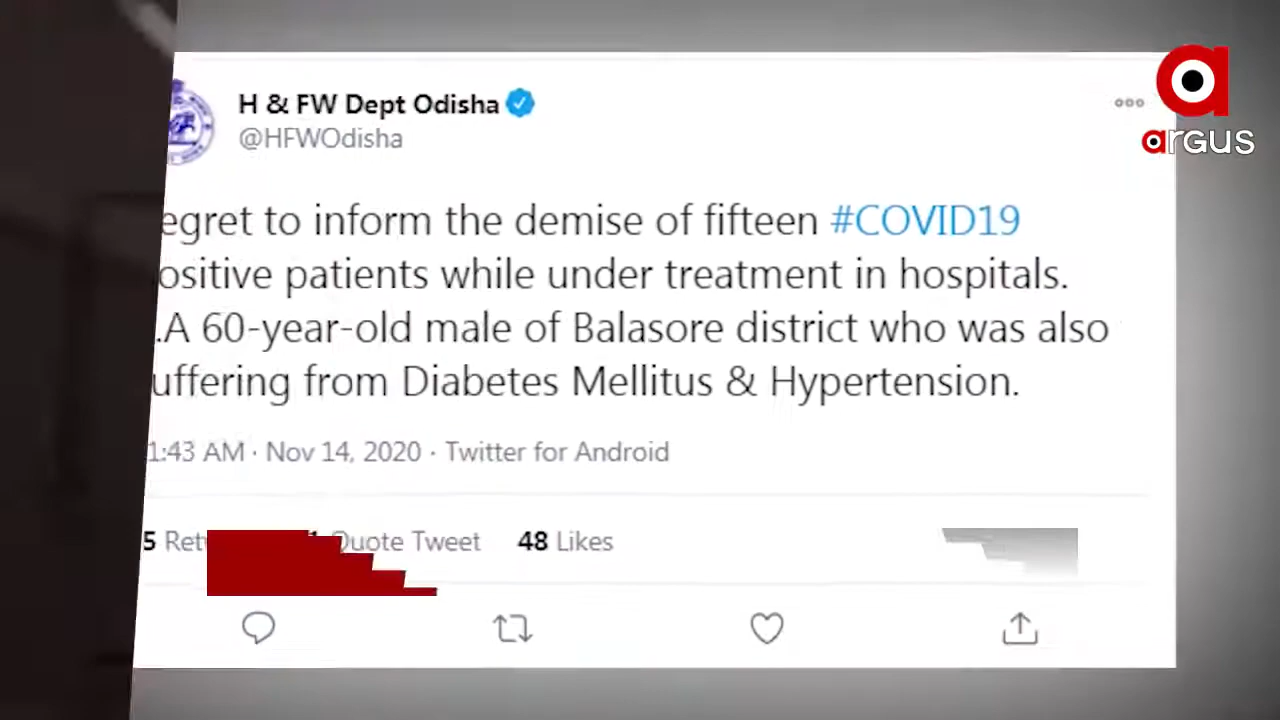 H & FW Dept Odisha
@HFWOdisha
argus
egret to inform the demise of fifteen #COVID19
ositive patients while under treatment in hospitals.
.A 60-year-old male of Balasore district who was also
uffering from Diabetes Mellitus & Hypertension.
1:43 AM · Nov 14, 2020 · Twitter for Android
5 Ret Quote Tweet 48 Likes